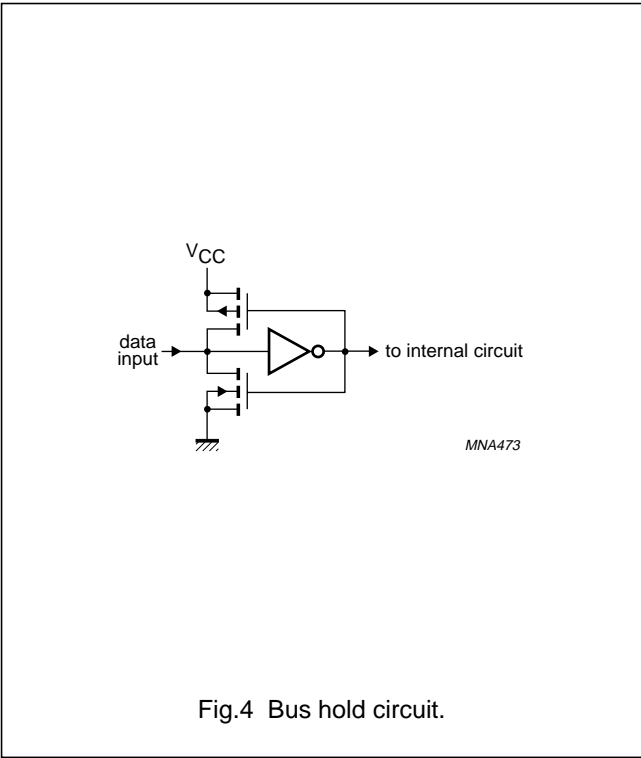 VCC
data
input
to internal circuit
MNA473
Fig.4 Bus hold circuit.